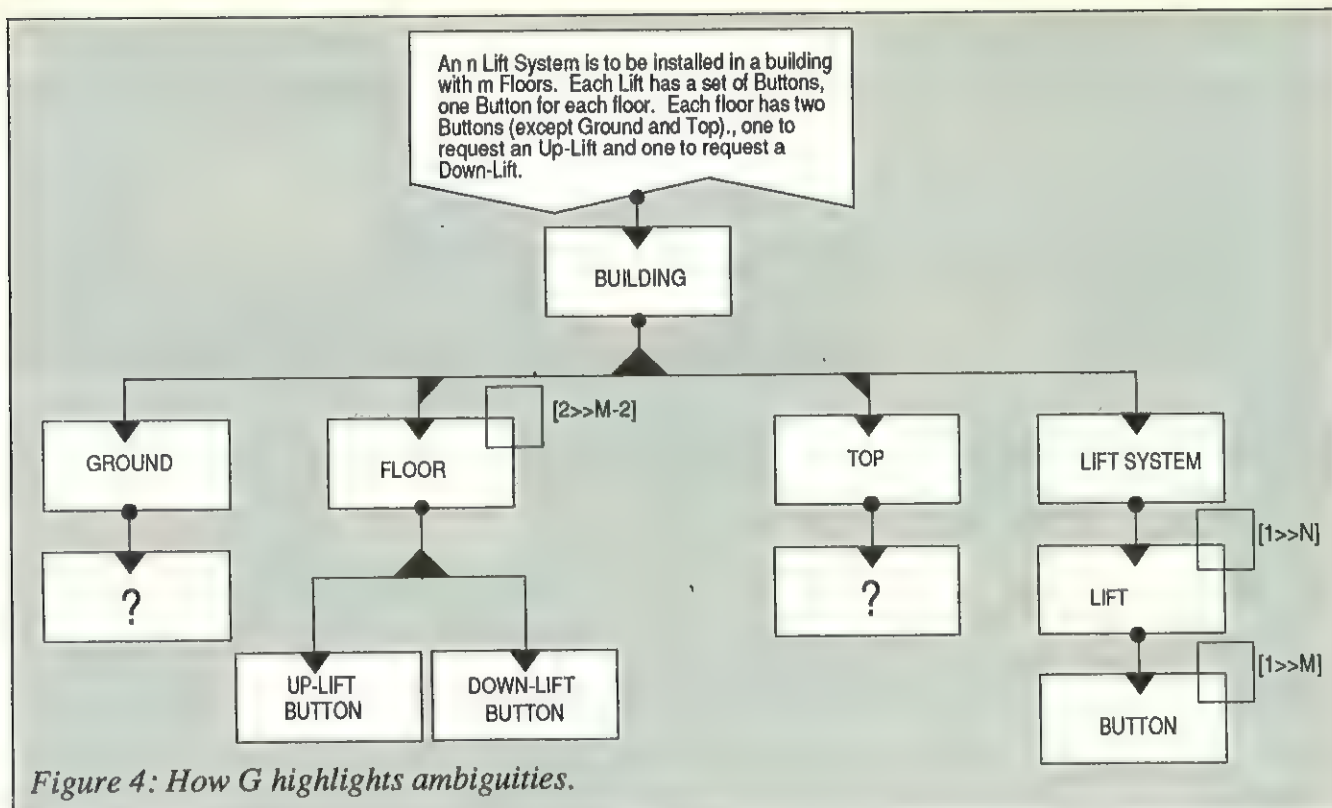 An n Lift System is to be installed in a building
with m Floors. Each Lift has a set of Buttons,
one Button for each floor. Each floor has two
Buttons (except Ground and Top)., one to
request an Up-Lift and one to request a
Down-Lift.
BUILDING
[2>>M-2]
GROUND
FLOOR
TOP
LIFT SYSTEM
[1>>N]
?
?
LIFT
[1>>M]
UP-LIFT
BUTTON
DOWN-LIFT
BUTTON
BUTTON
Figure 4: How G highlights ambiguities.